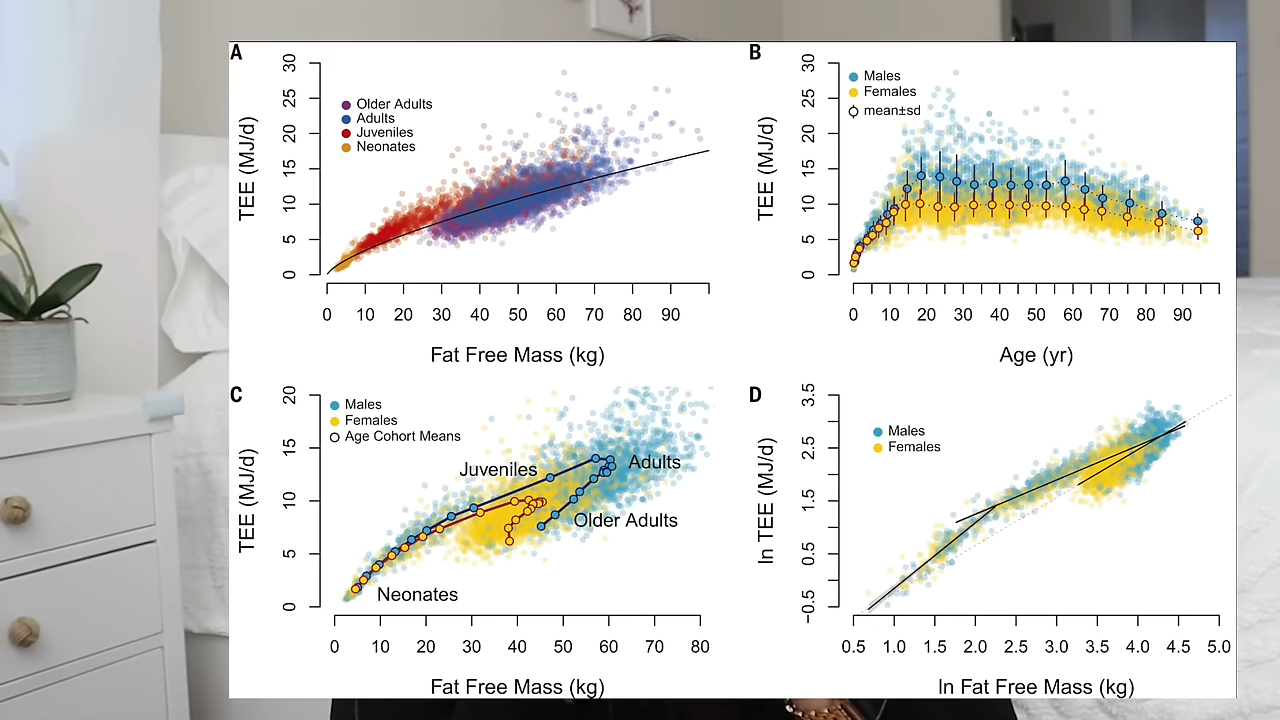 A
TEE (MJ/d)
30
25
20
15
10
5
0
Older Adults
Adults
Juveniles
Neonates
0 10 20 30 40 50 60 70 80 90
Fat Free Mass (kg)
B
TEE (MJ/d)
30
25
20
15
10
5
0
Males
Females
mean±sd
0 10 20 30 40 50 60 70 80 90
Age (yr)
C
TEE (MJ/d)
20
15
10
5
0
Males
Females
Age Cohort Means
Juveniles
Adults
Older Adults
Neonates
0 10 20 30 40 50 60 70 80
Fat Free Mass (kg)
D
ln TEE (MJ/d)
3.5
2.5
1.5
0.5
−0.5
Males
Females
0.5 1.0 1.5 2.0 2.5 3.0 3.5 4.0 4.5 5.0
ln Fat Free Mass (kg)